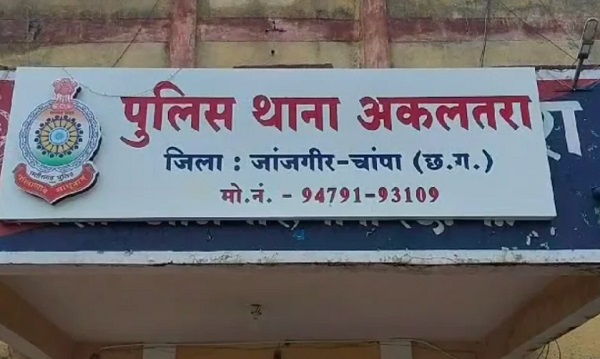 पुलिस थाना अकलतरा
जिला : जांजगीर-चांपा (छ.ग.)
मो.नं. - 94791-93109